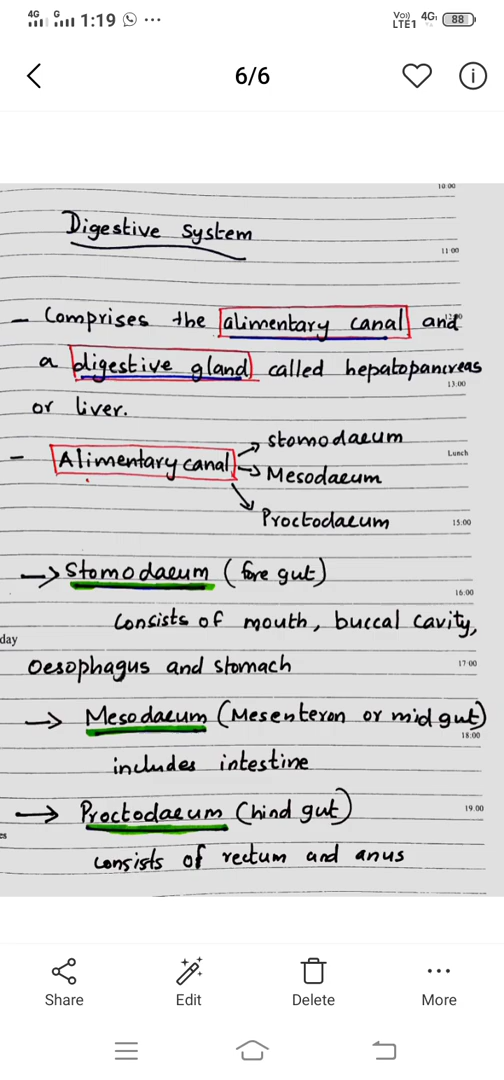 4G G 1:19 ... Vo)) LTE1 4G 88
6/6
10 00
Digestive System
11 00
– Comprises the alimentary canal and
a digestive gland called hepatopancreas
13:00
or liver.
– Alimentary canal → stomodaeum
Lunch
→ Mesodaeum
→ Proctodaeum
15:00
→ Stomodaeum (fore gut)
16:00
Consists of mouth, buccal cavity,
day
Oesophagus and stomach
17 00
→ Mesodaeum (Mesenteron or mid gut)
18:00
includes intestine
→ Proctodaeum (hind gut)
19.00
es
consists of rectum and anus
Share Edit Delete More